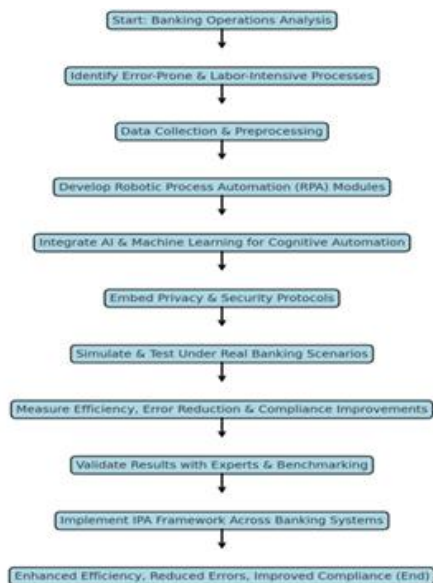 Start: Banking Operations Analysis
Identify Error-Prone & Labor-Intensive Processes
Data Collection & Preprocessing
Develop Robotic Process Automation (RPA) Modules
Integrate AI & Machine Learning for Cognitive Automation
Embed Privacy & Security Protocols
Simulate & Test Under Real Banking Scenarios
Measure Efficiency, Error Reduction & Compliance Improvements
Validate Results with Experts & Benchmarking
Implement IPA Framework Across Banking Systems
Enhanced Efficiency, Reduced Errors, Improved Compliance (End)